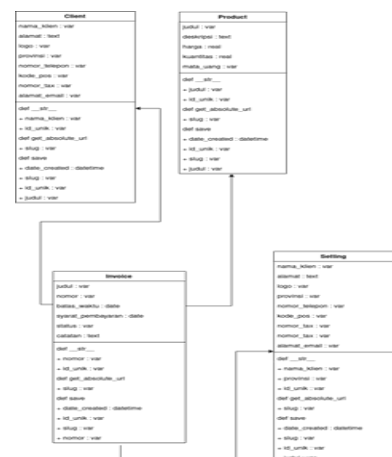 Client
nama_klien : var
alamat : text
logo : var
provinsi : var
nomor_telepon : var
kode_pos : var
nomor_tax : var
alamat_email : var
def __str__
+ nama_klien : var
+ id_unik : var
def get_absolute_url
+ slug : var
def save
+ date_created : datetime
+ slug : var
+ id_unik : var
+ judul : var
Product
judul : var
deskripsi : text
harga : real
kuantitas : real
mata_uang : var
def __str__
+ judul : var
+ id_unik : var
def get_absolute_url
+ slug : var
def save
+ date_created : datetime
+ id_unik : var
+ slug : var
+ judul : var
Invoice
judul : var
nomor : var
batas_waktu : date
syarat_pembayaran : date
status : var
catatan : text
def __str__
+ nomor : var
+ id_unik : var
def get_absolute_url
+ slug : var
def save
+ date_created : datetime
+ id_unik : var
+ slug : var
+ nomor : var
Setting
nama_klien : var
alamat : text
logo : var
provinsi : var
nomor_telepon : var
kode_pos : var
nomor_tax : var
nomor_tax : var
alamat_email : var
def __str__
+ nama_klien : var
+ provinsi : var
+ id_unik : var
def get_absolute_url
+ slug : var
def save
+ date_created : datetime
+ slug : var
+ id_unik : var